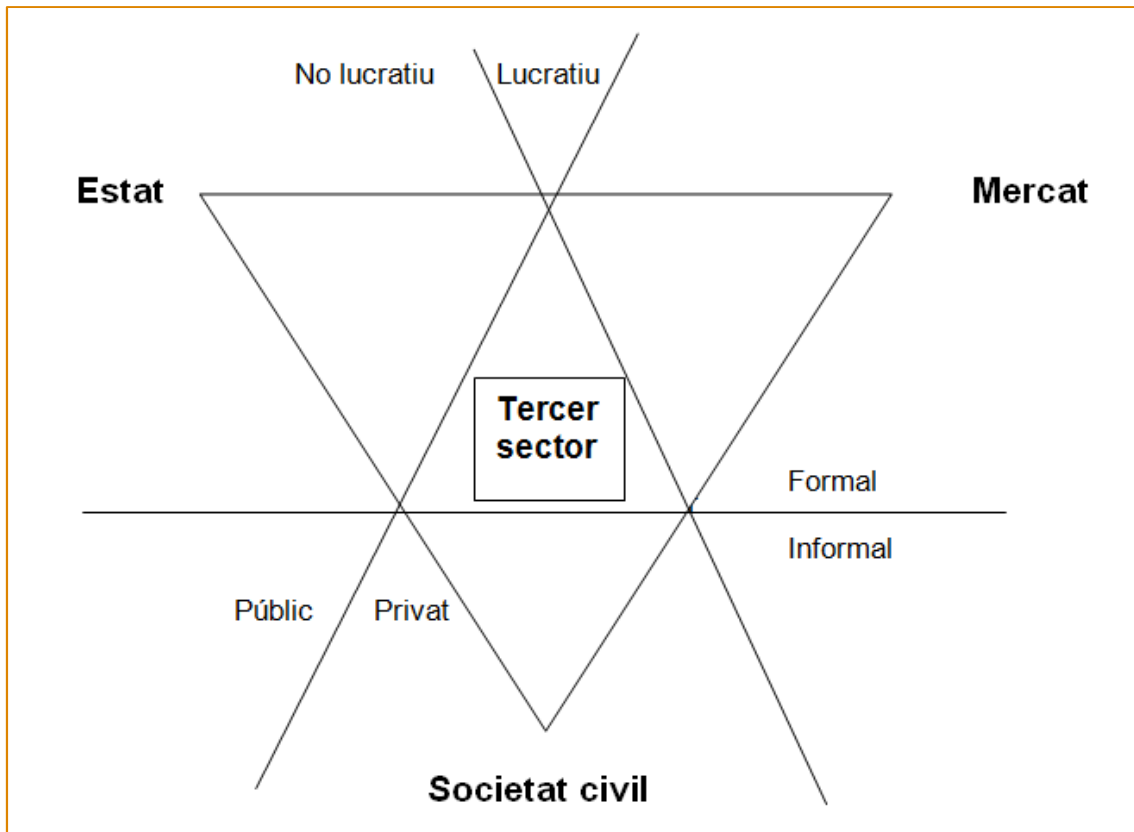 No lucratiu
Lucratiu
Estat
Mercat
Tercer
sector
Formal
Informal
Públic
Privat
Societat civil